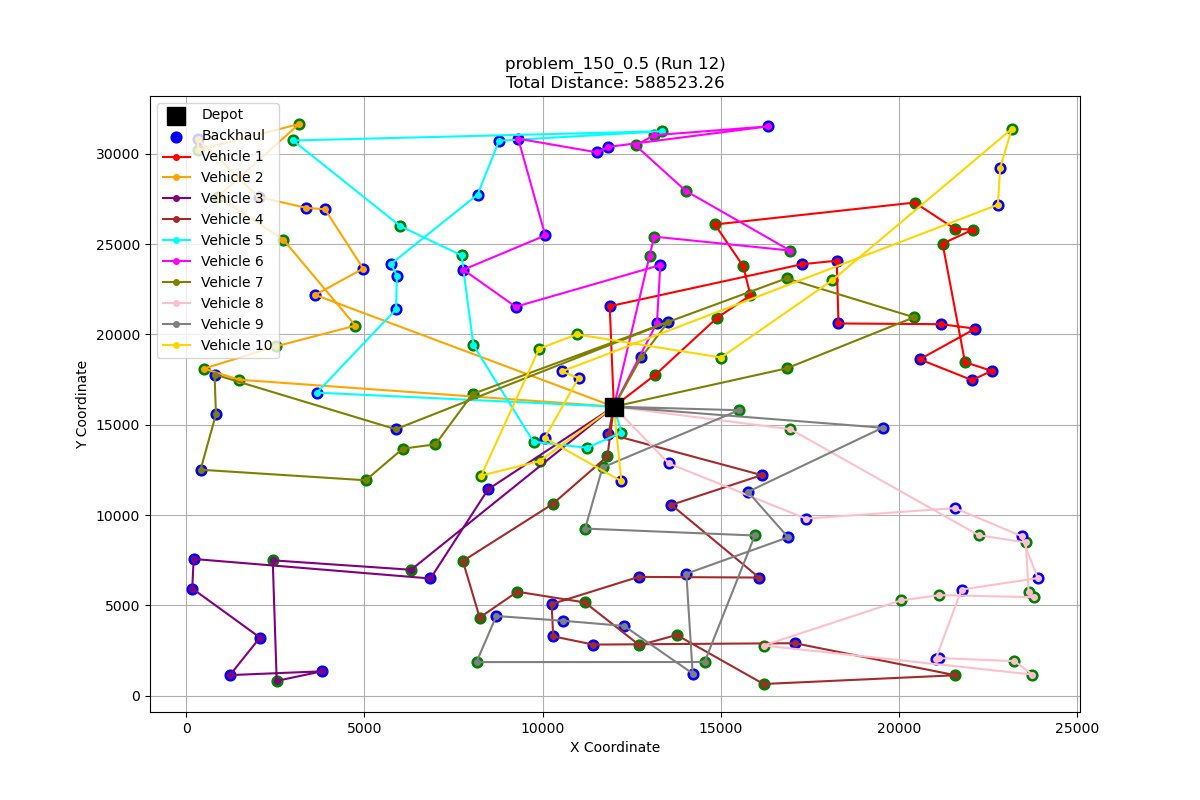 problem_150_0.5 (Run 12)
Total Distance: 588523.26
Depot
Backhaul
Vehicle 1
Vehicle 2
Vehicle 3
Vehicle 4
Vehicle 5
Vehicle 6
Vehicle 7
Vehicle 8
Vehicle 9
Vehicle 10
30000
25000
20000
15000
10000
5000
0
Y Coordinate
0 5000 10000 15000 20000 25000
X Coordinate